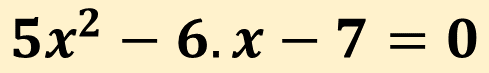 5x² − 6. x − 7 = 0